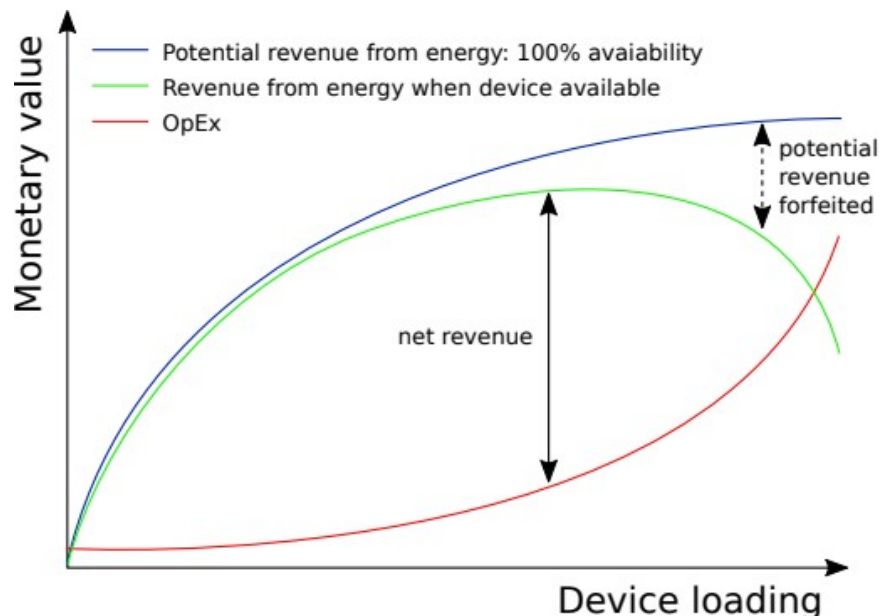 Monetary value
Potential revenue from energy: 100% avaiability
Revenue from energy when device available
OpEx
potential
revenue
forfeited
net revenue
Device loading